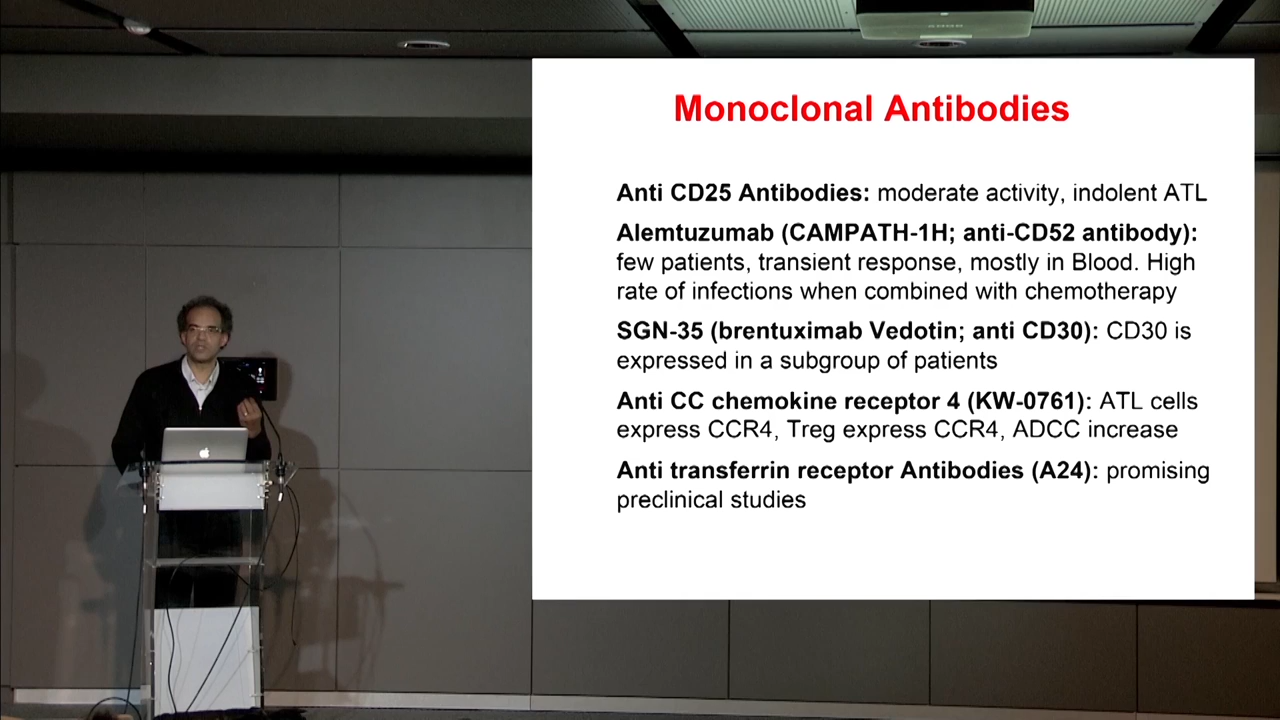 Monoclonal Antibodies
Anti CD25 Antibodies: moderate activity, indolent ATL
Alemtuzumab (CAMPATH-1H; anti-CD52 antibody):
few patients, transient response, mostly in Blood. High
rate of infections when combined with chemotherapy
SGN-35 (brentuximab Vedotin; anti CD30): CD30 is
expressed in a subgroup of patients
Anti CC chemokine receptor 4 (KW-0761): ATL cells
express CCR4, Treg express CCR4, ADCC increase
Anti transferrin receptor Antibodies (A24): promising
preclinical studies